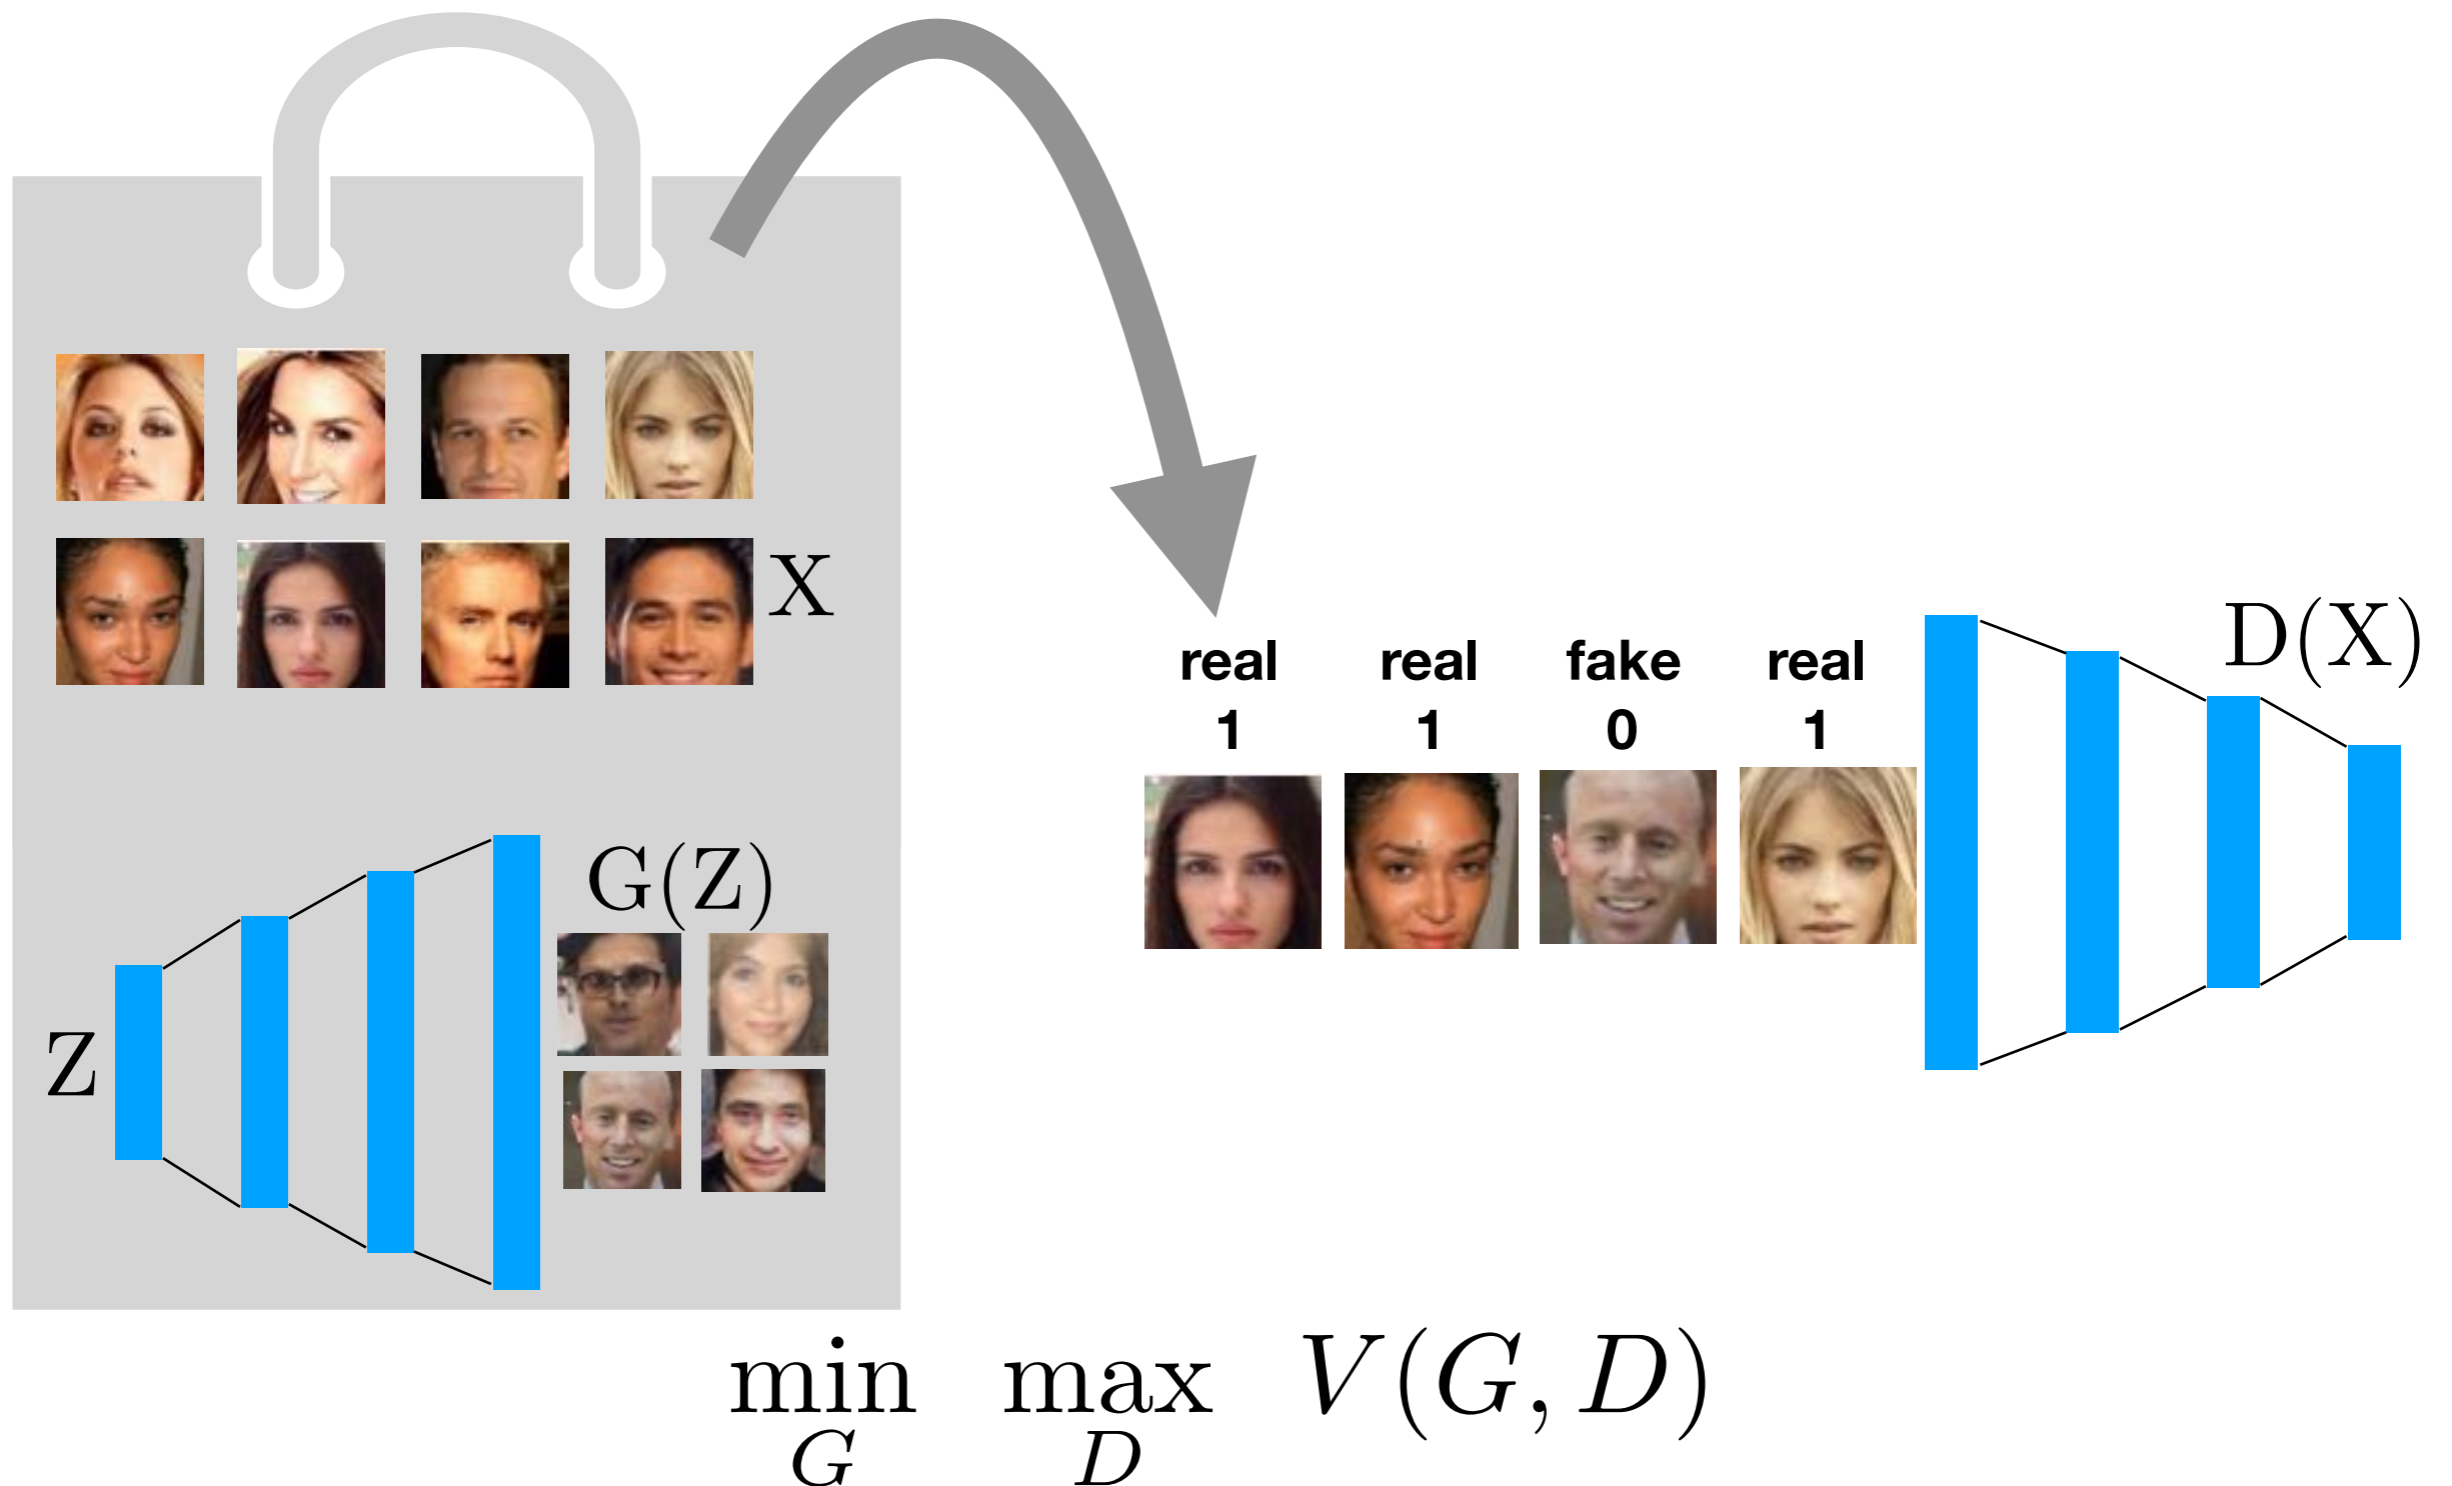 X
real real fake real
1 1 0 1
D(X)
G(Z)
Z
min max V(G, D)
G D